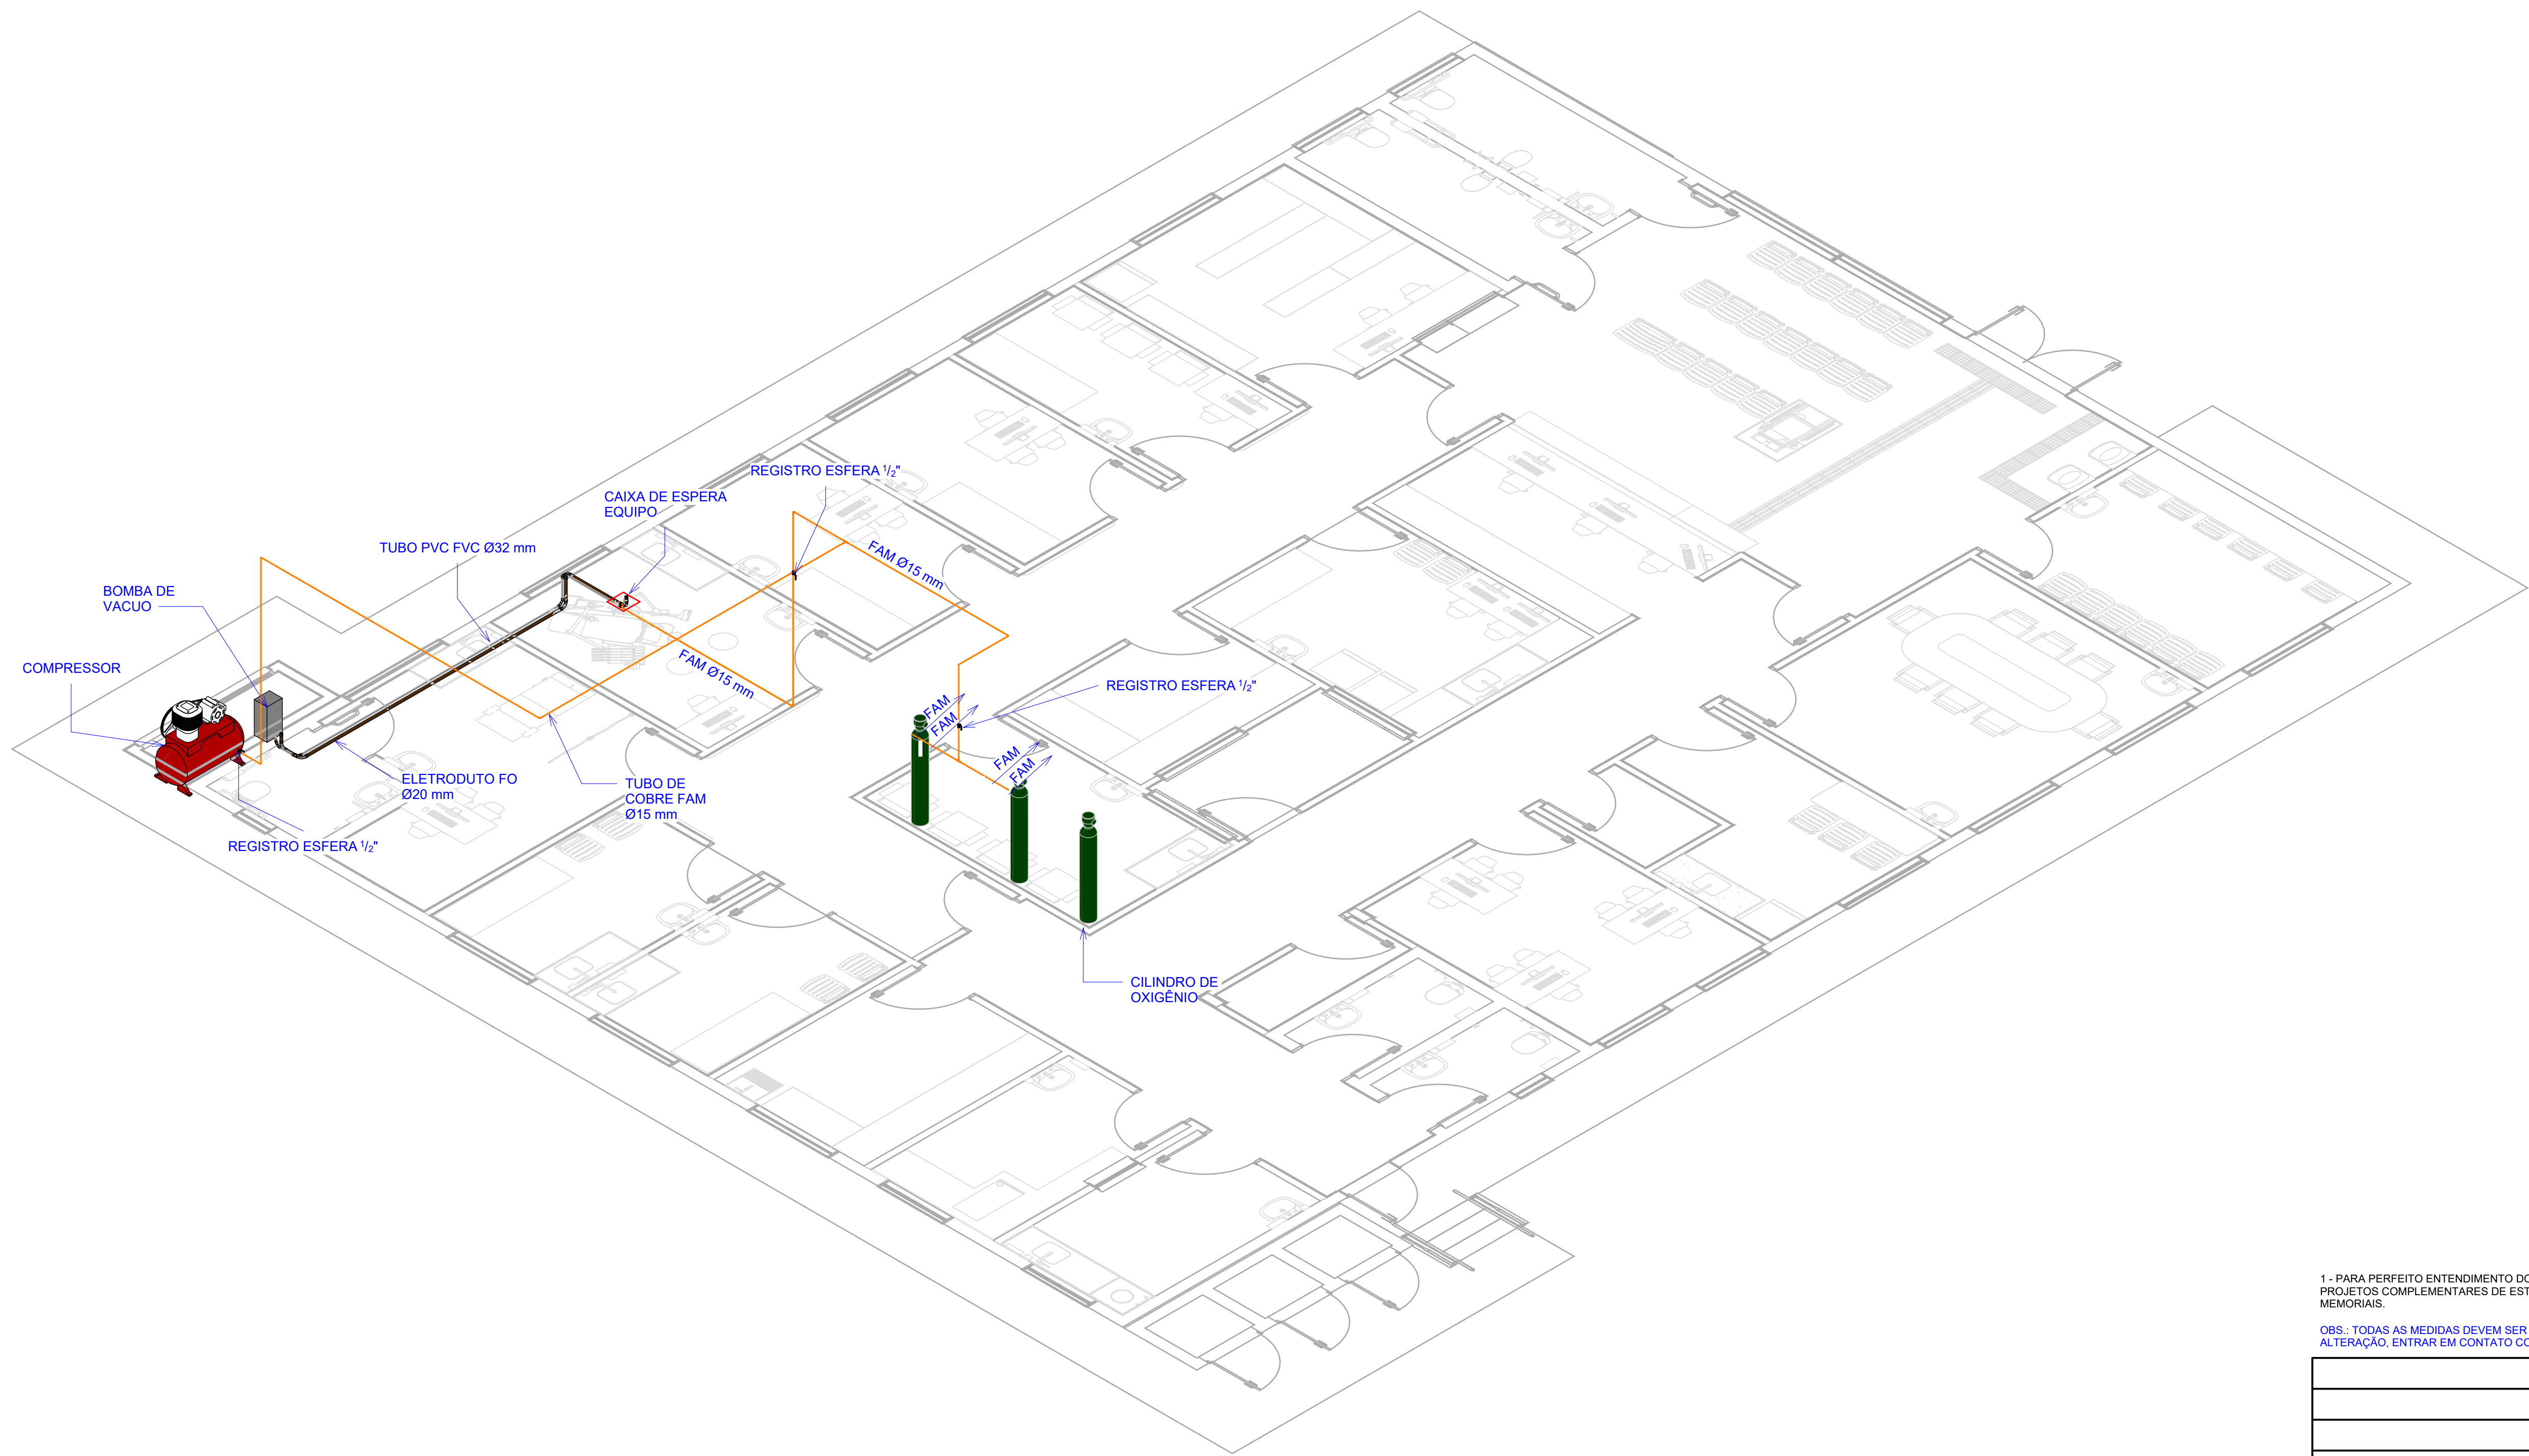 REGISTRO ESFERA 1/2"
CAIXA DE ESPERA
EQUIPO
TUBO PVC FVC Ø32 mm
FAM Ø15 mm
BOMBA DE
VACUO
COMPRESSOR
FAM Ø15 mm
REGISTRO ESFERA 1/2"
FAM
FAM
FAM
FAM
ELETRODUTO FO
Ø20 mm
TUBO DE
COBRE FAM
Ø15 mm
REGISTRO ESFERA 1/2"
CILINDRO DE
OXIGÊNIO
1 - PARA PERFEITO ENTENDIMENTO DO
PROJETOS COMPLEMENTARES DE EST
MEMORIAIS.
OBS.: TODAS AS MEDIDAS DEVEM SER
ALTERAÇÃO, ENTRAR EM CONTATO CO